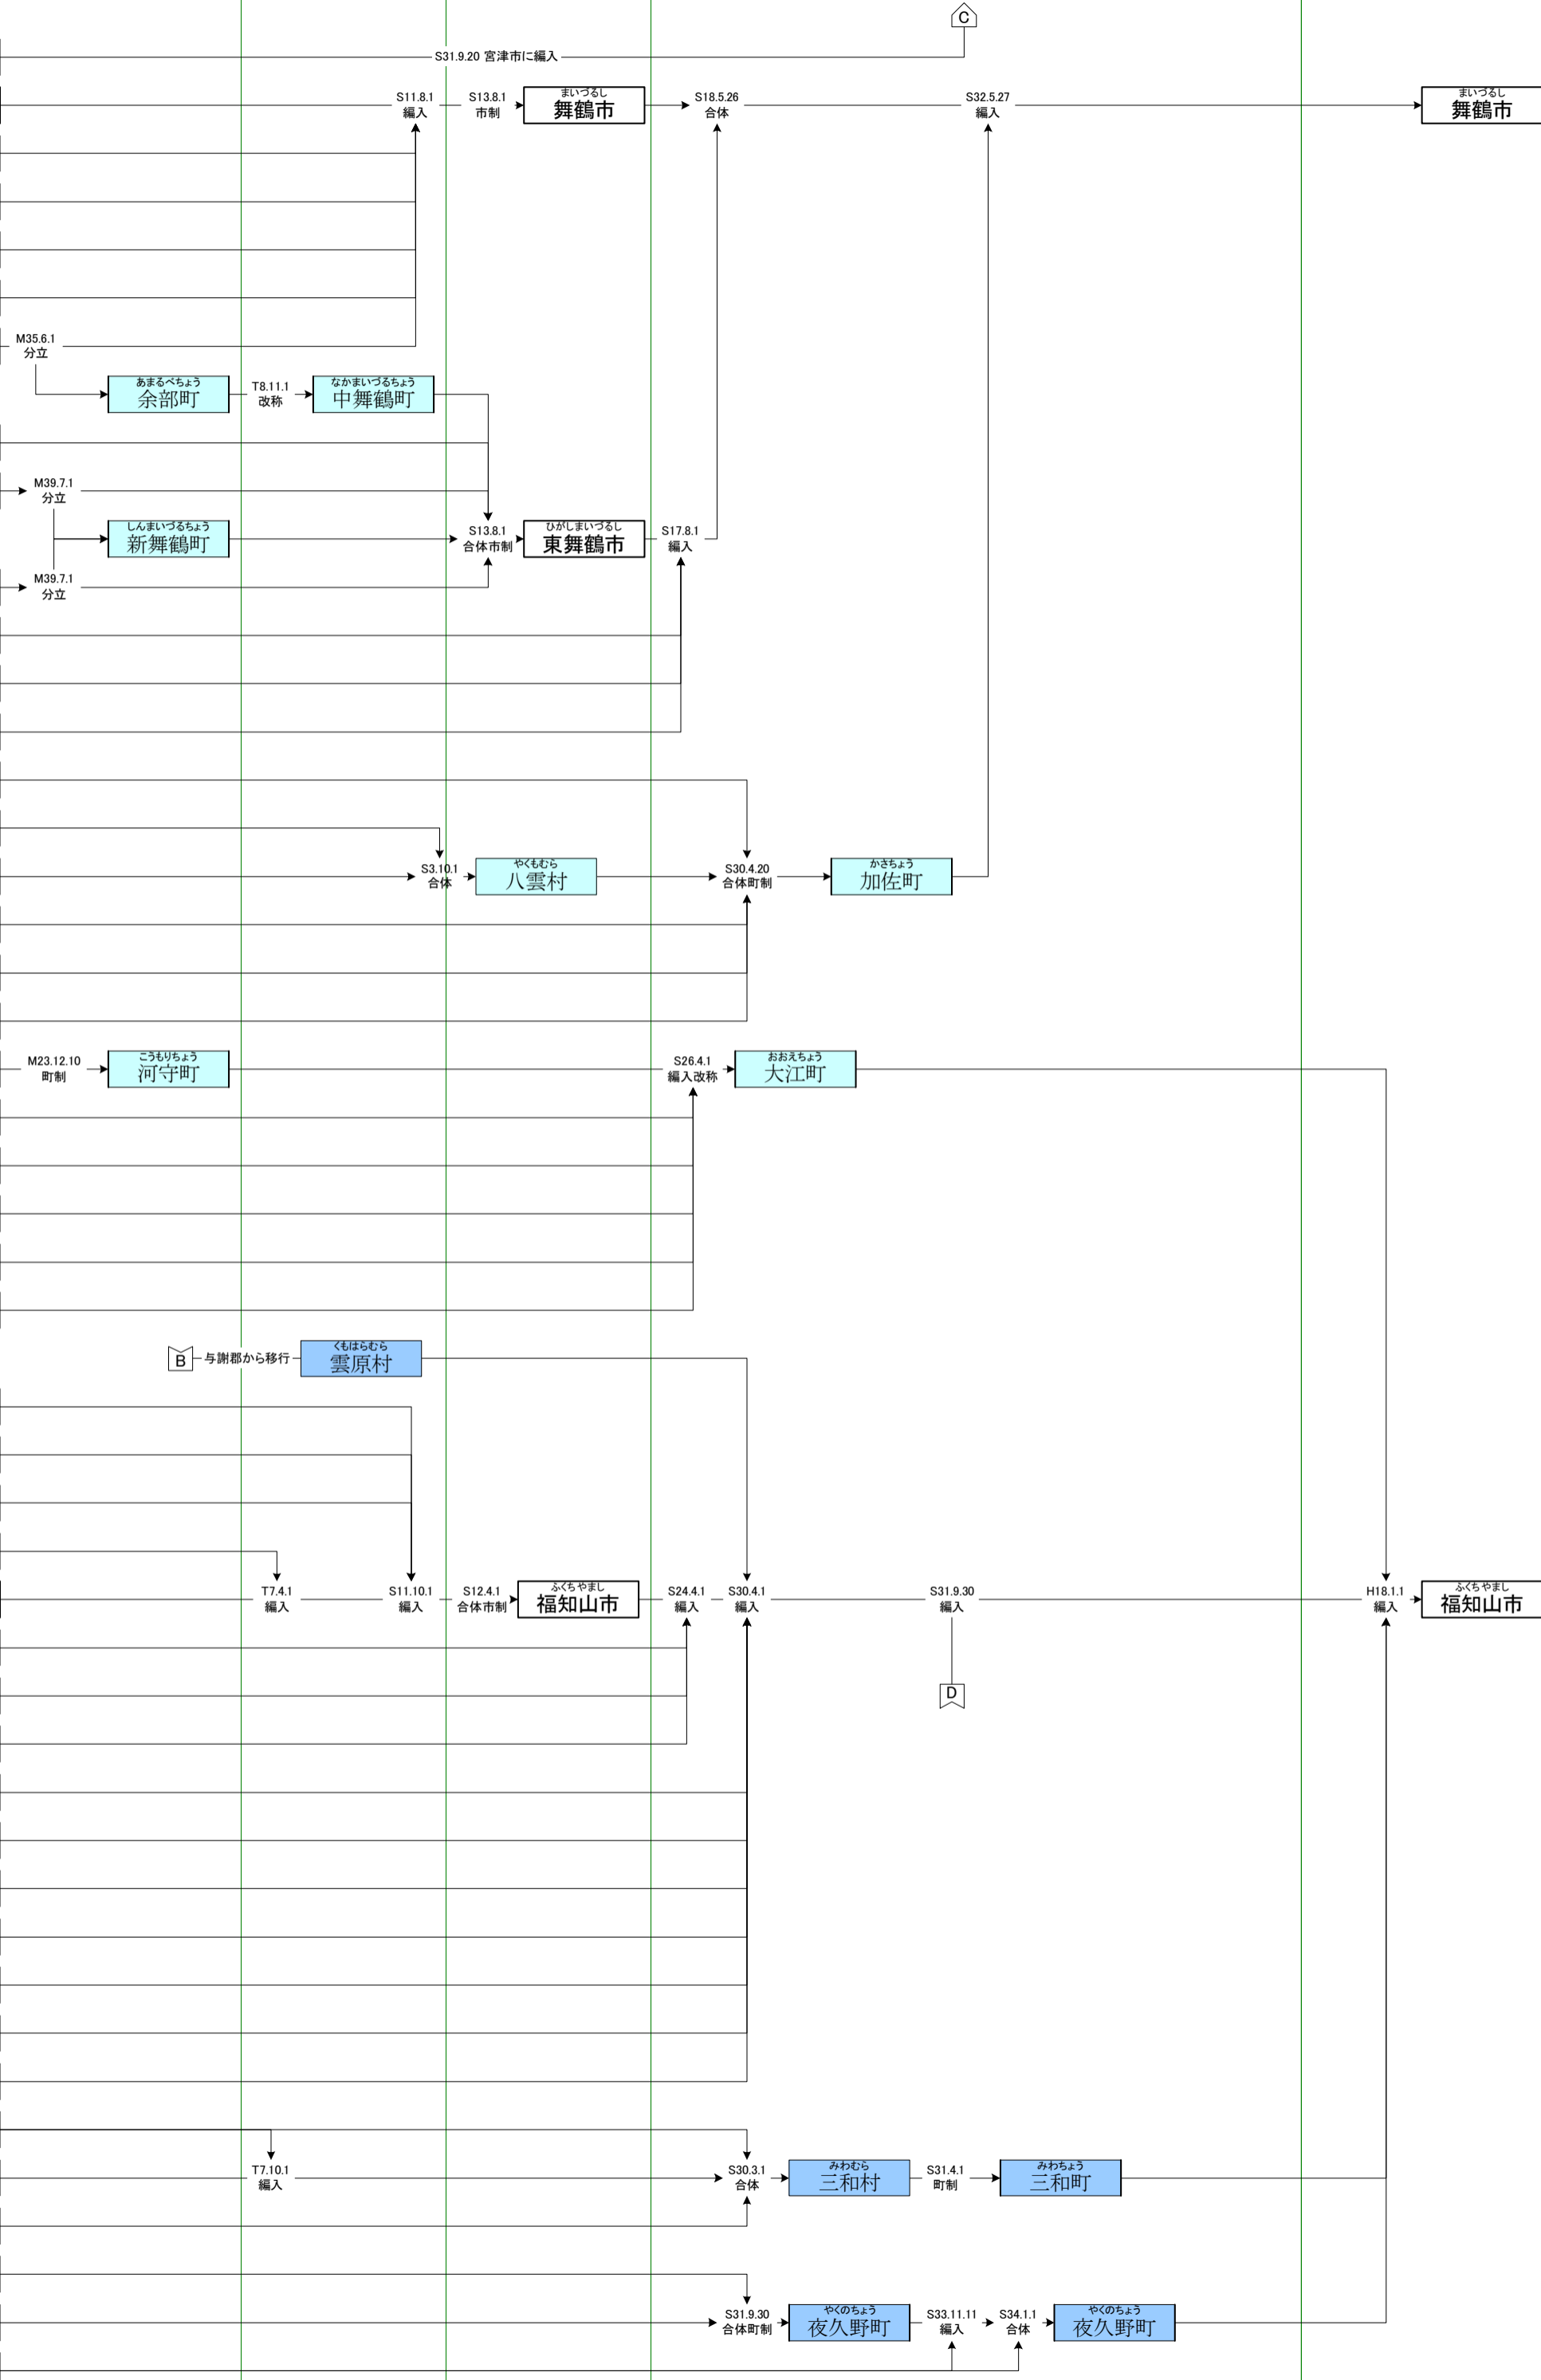 C
S31.9.20 宮津市に編入
S11.8.1
編入
S13.8.1
市制
まいづるし
舞鶴市
S18.5.26
合体
S32.5.27
編入
まいづるし
舞鶴市
M35.6.1
分立
あまるべちょう
余部町
T8.11.1
改称
なかまいづるちょう
中舞鶴町
M39.7.1
分立
しんまいづるちょう
新舞鶴町
S13.8.1
合体市制
ひがしまいづるし
東舞鶴市
S17.8.1
編入
M39.7.1
分立
S3.10.1
合体
やくもむら
八雲村
S30.4.20
合体町制
かさちょう
加佐町
M23.12.10
町制
こうもりちょう
河守町
S26.4.1
編入改称
おおえちょう
大江町
B
与謝郡から移行
くもはらむら
雲原村
T7.4.1
編入
S11.10.1
編入
S12.4.1
合体市制
ふくちやまし
福知山市
S24.4.1
編入
S30.4.1
編入
S31.9.30
編入
H18.1.1
編入
ふくちやまし
福知山市
D
T7.10.1
編入
S30.3.1
合体
みわむら
三和村
S31.4.1
町制
みわちょう
三和町
S31.9.30
合体町制
やくのちょう
夜久野町
S33.11.11
編入
S34.1.1
合体
やくのちょう
夜久野町